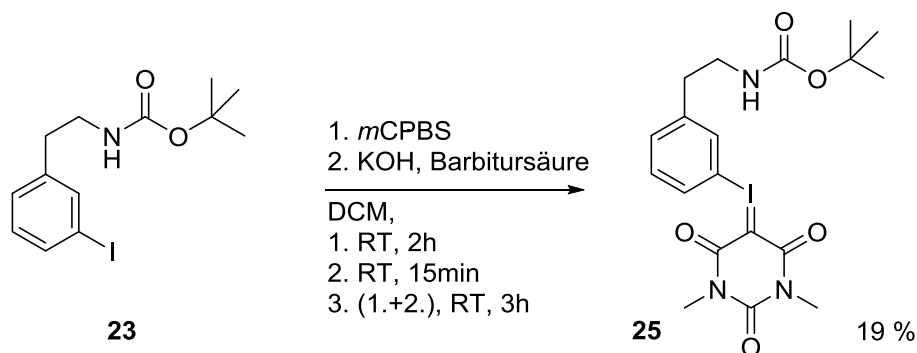 O
N
H
O
I
23
1. mCPBS
2. KOH, Barbitursäure
DCM,
1. RT, 2h
2. RT, 15min
3. (1.+2.), RT, 3h
O
N
H
O
I
O
O
N
N
O
25
19 %